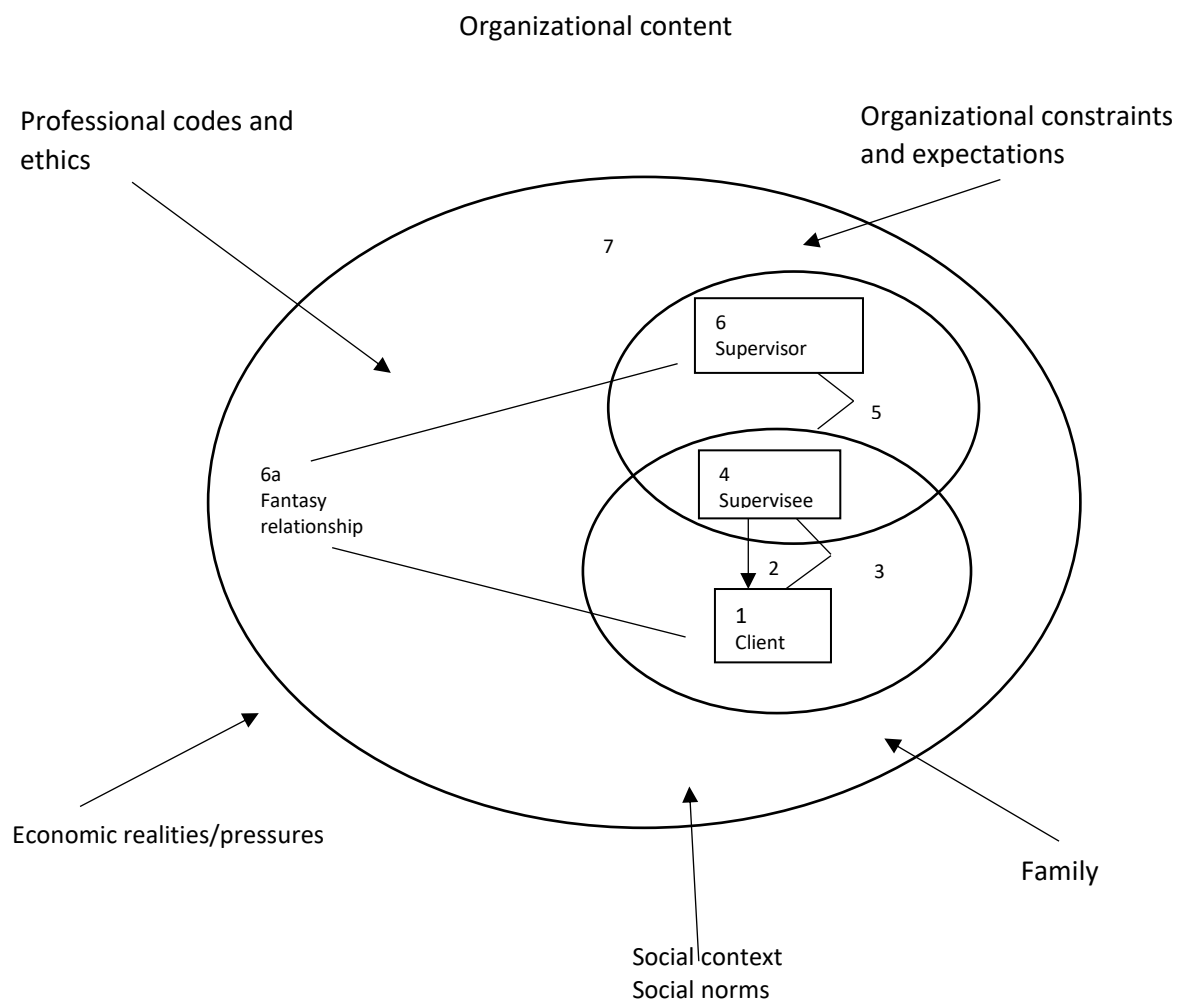 Organizational content
Professional codes and
ethics
Organizational constraints
and expectations
7
6
Supervisor
5
6a
Fantasy
relationship
4
Supervisee
2
3
1
Client
Economic realities/pressures
Family
Social context
Social norms